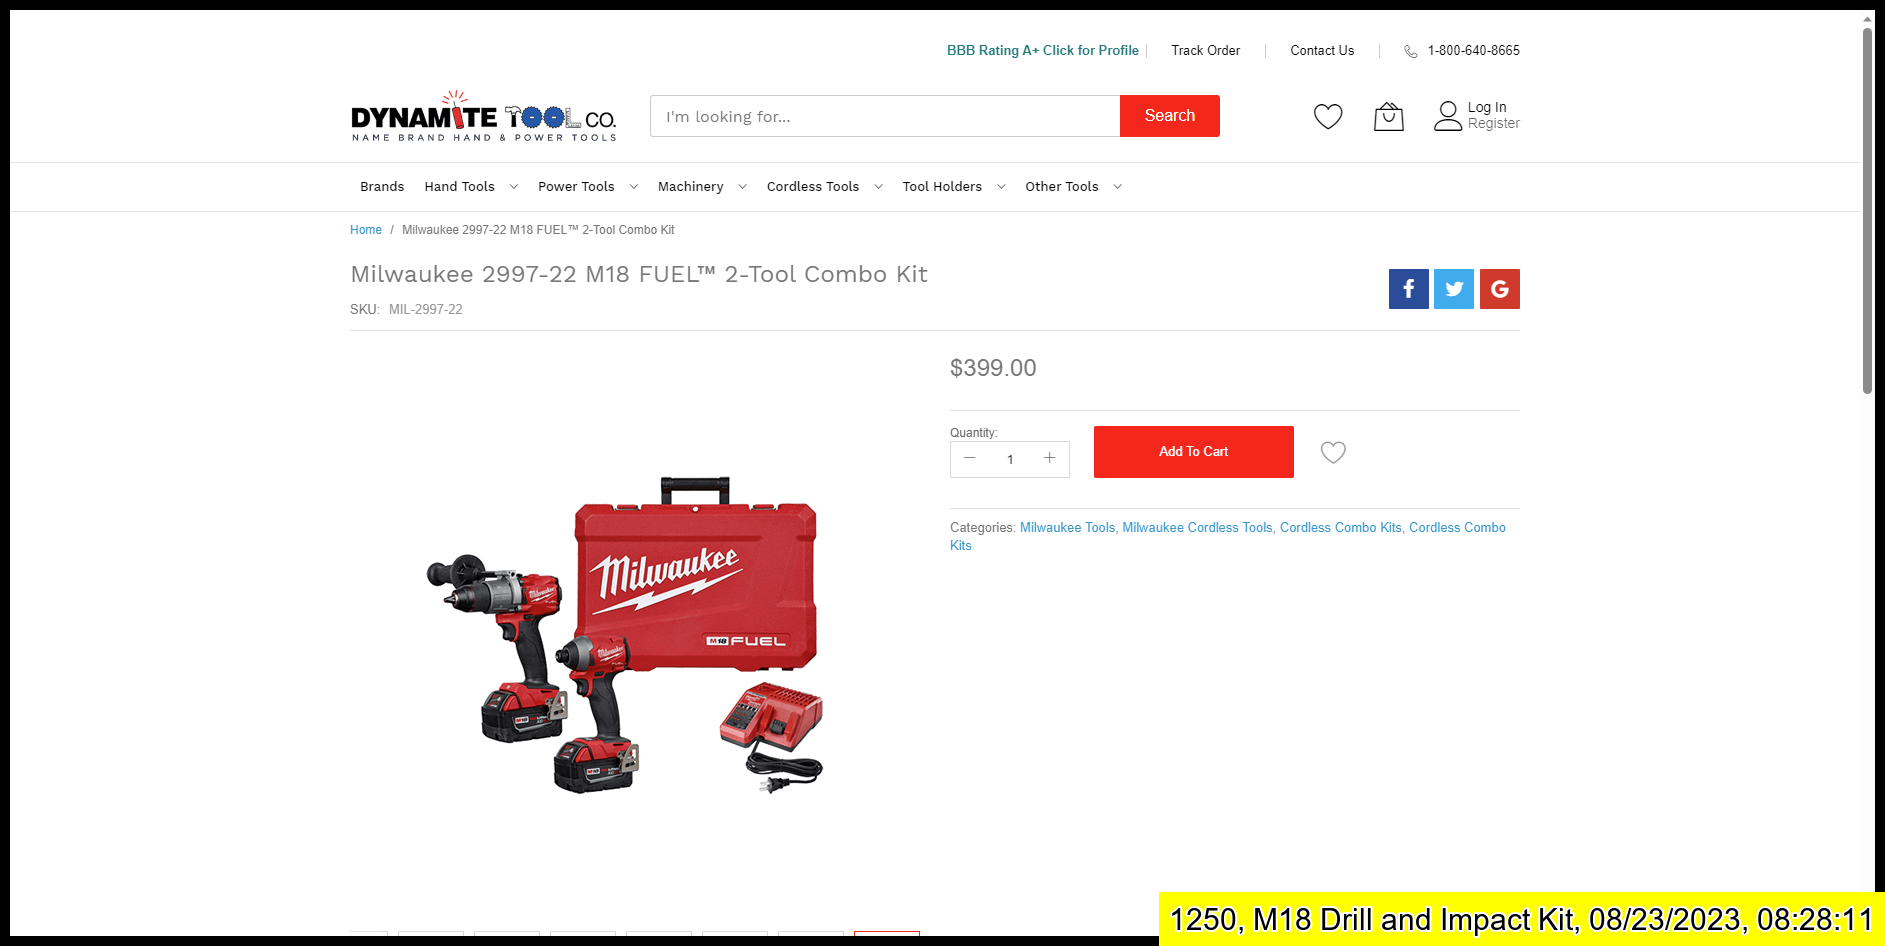 BBB Rating A+ Click for Profile
Track Order
Contact Us
1-800-640-8665
DYNAMITE TOOL CO.
NAME BRAND HAND & POWER TOOLS
I'm looking for...
Search
Log In
Register
Brands
Hand Tools
Power Tools
Machinery
Cordless Tools
Tool Holders
Other Tools
Home / Milwaukee 2997-22 M18 FUEL™ 2-Tool Combo Kit
Milwaukee 2997-22 M18 FUEL™ 2-Tool Combo Kit
SKU: MIL-2997-22
$399.00
Quantity:
1
Add To Cart
Categories: Milwaukee Tools, Milwaukee Cordless Tools, Cordless Combo Kits, Cordless Combo
Kits
Milwaukee
M18 FUEL
Milwaukee
Milwaukee
FUEL
M18
M18
1250, M18 Drill and Impact Kit, 08/23/2023, 08:28:11